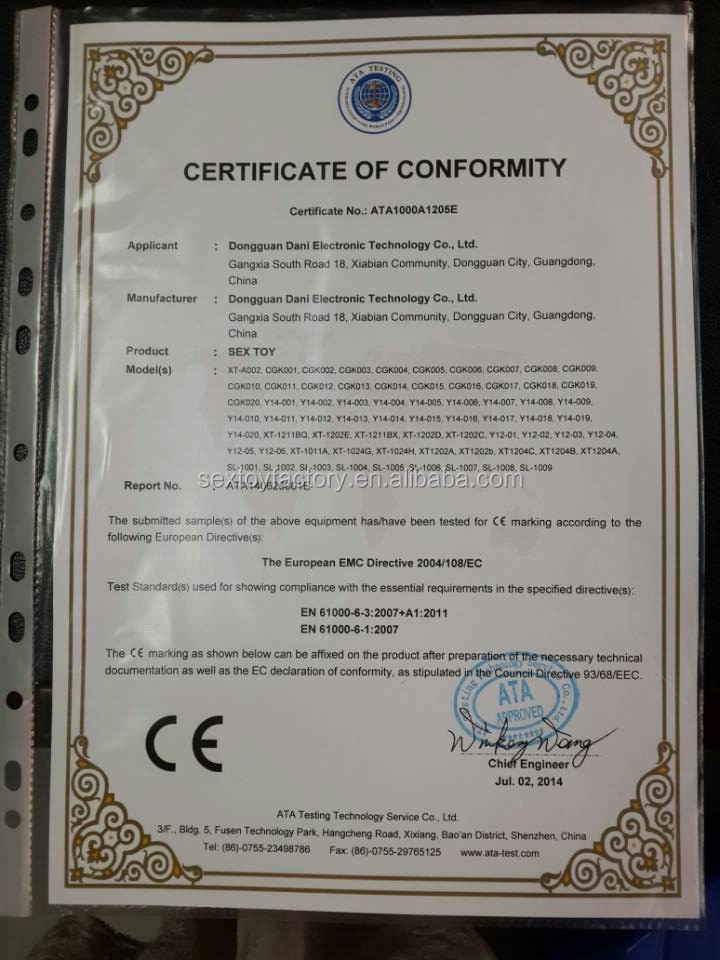 ATA TESTING
CERTIFICATE OF CONFORMITY
Certificate No.: ATA1000A1205E
Applicant : Dongguan Dani Electronic Technology Co., Ltd.
Gangxia South Road 18, Xiabian Community, Dongguan City, Guangdong,
China
Manufacturer : Dongguan Dani Electronic Technology Co., Ltd.
Gangxia South Road 18, Xiabian Community, Dongguan City, Guangdong,
China
Product : SEX TOY
Model(s) : XT-A002, CGK001, CGK002, CGK003, CGK004, CGK005, CGK006, CGK007, CGK008, CGK009,
CGK010, CGK011, CGK012, CGK013, CGK014, CGK015, CGK016, CGK017, CGK018, CGK019,
CGK020, Y14-001, Y14-002, Y14-003, Y14-004, Y14-005, Y14-006, Y14-007, Y14-008, Y14-009,
Y14-010, Y14-011, Y14-012, Y14-013, Y14-014, Y14-015, Y14-016, Y14-017, Y14-018, Y14-019,
Y14-020, XT-1211BQ, XT-1202E, XT-1211BX, XT-1202D, XT-1202C, Y12-01, Y12-02, Y12-03, Y12-04,
Y12-05, Y12-06, XT-1011A, XT-1024G, XT-1024H, XT1202A, XT1202b, XT1204C, XT1204B, XT1204A,
SL-1001, SL-1002, SL-1003, SL-1004, SL-1005, SL-1006, SL-1007, SL-1008, SL-1009
sextoyfactory.en.alibaba.com
Report No. :
The submitted sample(s) of the above equipment has/have been tested for CE marking according to the
following European Directive(s):
The European EMC Directive 2004/108/EC
Test Standard(s) used for showing compliance with the essential requirements in the specified directive(s):
EN 61000-6-3:2007+A1:2011
EN 61000-6-1:2007
The CE marking as shown below can be affixed on the product after preparation of the necessary technical
documentation as well as the EC declaration of conformity, as stipulated in the Council Directive 93/68/EEC.
ATA
APPROVED
CE
Winkey Wang
Chief Engineer
Jul. 02, 2014
ATA Testing Technology Service Co., Ltd.
3/F., Bldg. 5, Fusen Technology Park, Hangcheng Road, Xixiang, Bao'an District, Shenzhen, China
Tel: (86)-0755-23498786 Fax: (86)-0755-29765125 www.ata-test.com